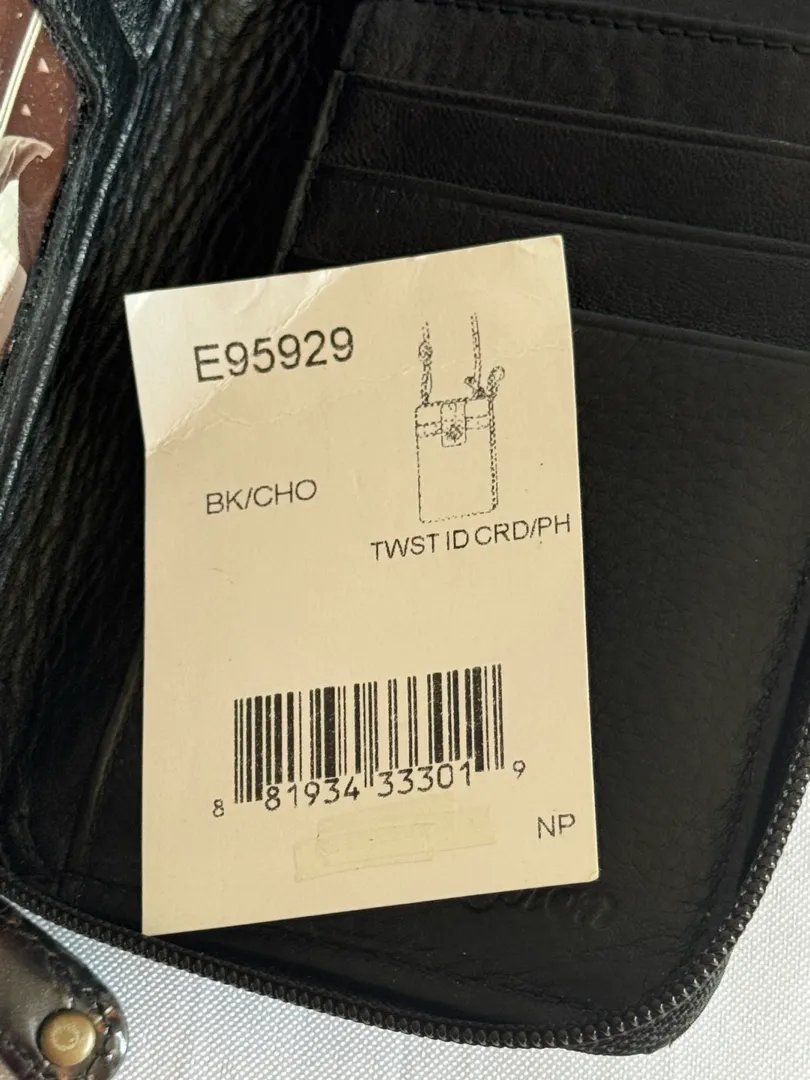 E95929
BK/CHO
TWST ID CRD/PH
8 81934 33301 9
NP